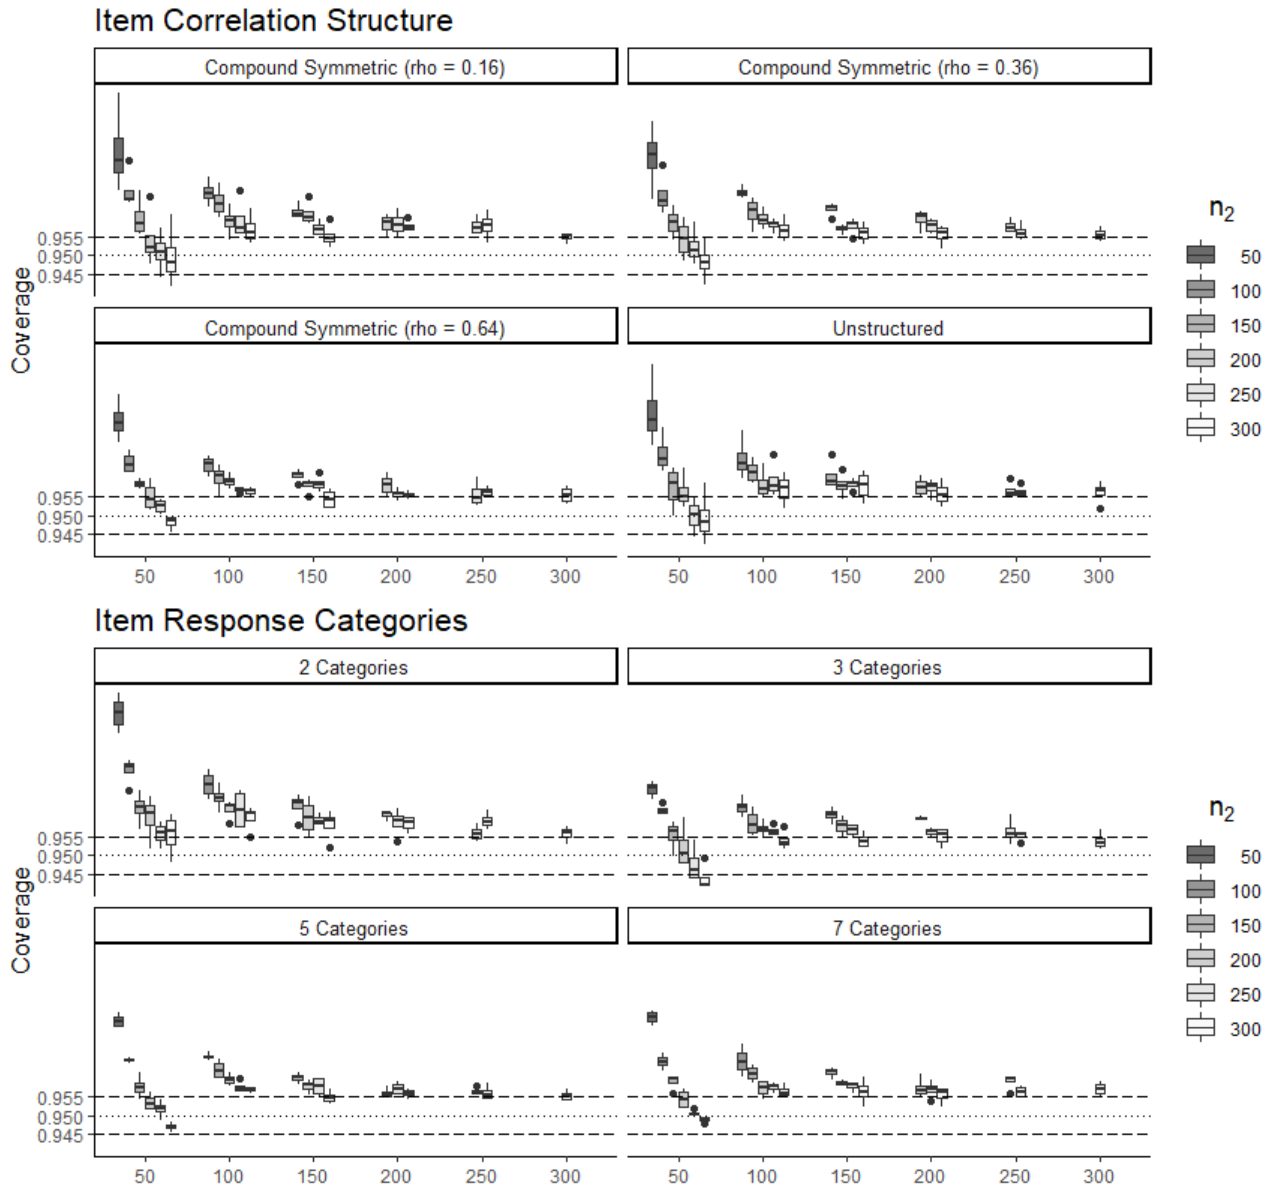 Item Correlation Structure
Compound Symmetric (rho = 0.16)
Compound Symmetric (rho = 0.36)
0.955
0.950
0.945
Coverage
Compound Symmetric (rho = 0.64)
Unstructured
0.955
0.950
0.945
50 100 150 200 250 300
50 100 150 200 250 300
n2
50
100
150
200
250
300
Item Response Categories
2 Categories
3 Categories
0.955
0.950
0.945
Coverage
5 Categories
7 Categories
0.955
0.950
0.945
50 100 150 200 250 300
50 100 150 200 250 300
n2
50
100
150
200
250
300